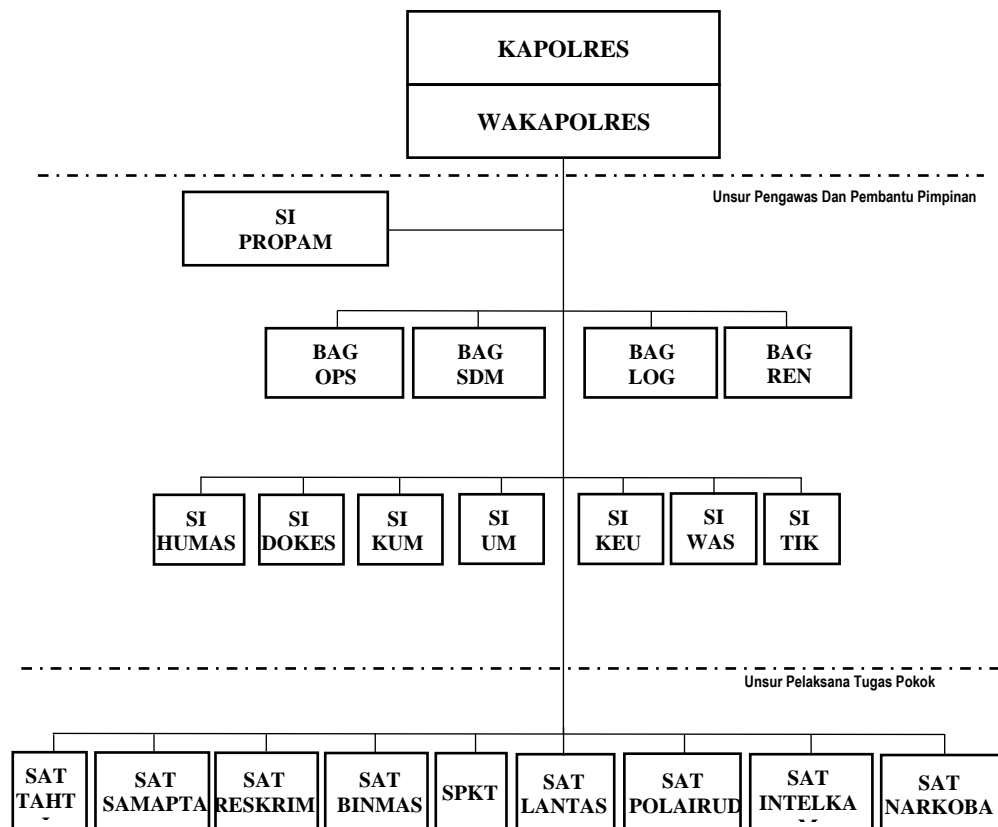 KAPOLRES
WAKAPOLRES
Unsur Pengawas Dan Pembantu Pimpinan
SI
PROPAM
BAG
OPS
BAG
SDM
BAG
LOG
BAG
REN
SI
HUMAS
SI
DOKES
SI
KUM
SI
UM
SI
KEU
SI
WAS
SI
TIK
Unsur Pelaksana Tugas Pokok
SAT
TAHT
SAT
SAMAPTA
SAT
RESKRIM
SAT
BINMAS
SPKT
SAT
LANTAS
SAT
POLAIRUD
SAT
INTELKA
SAT
NARKOBA